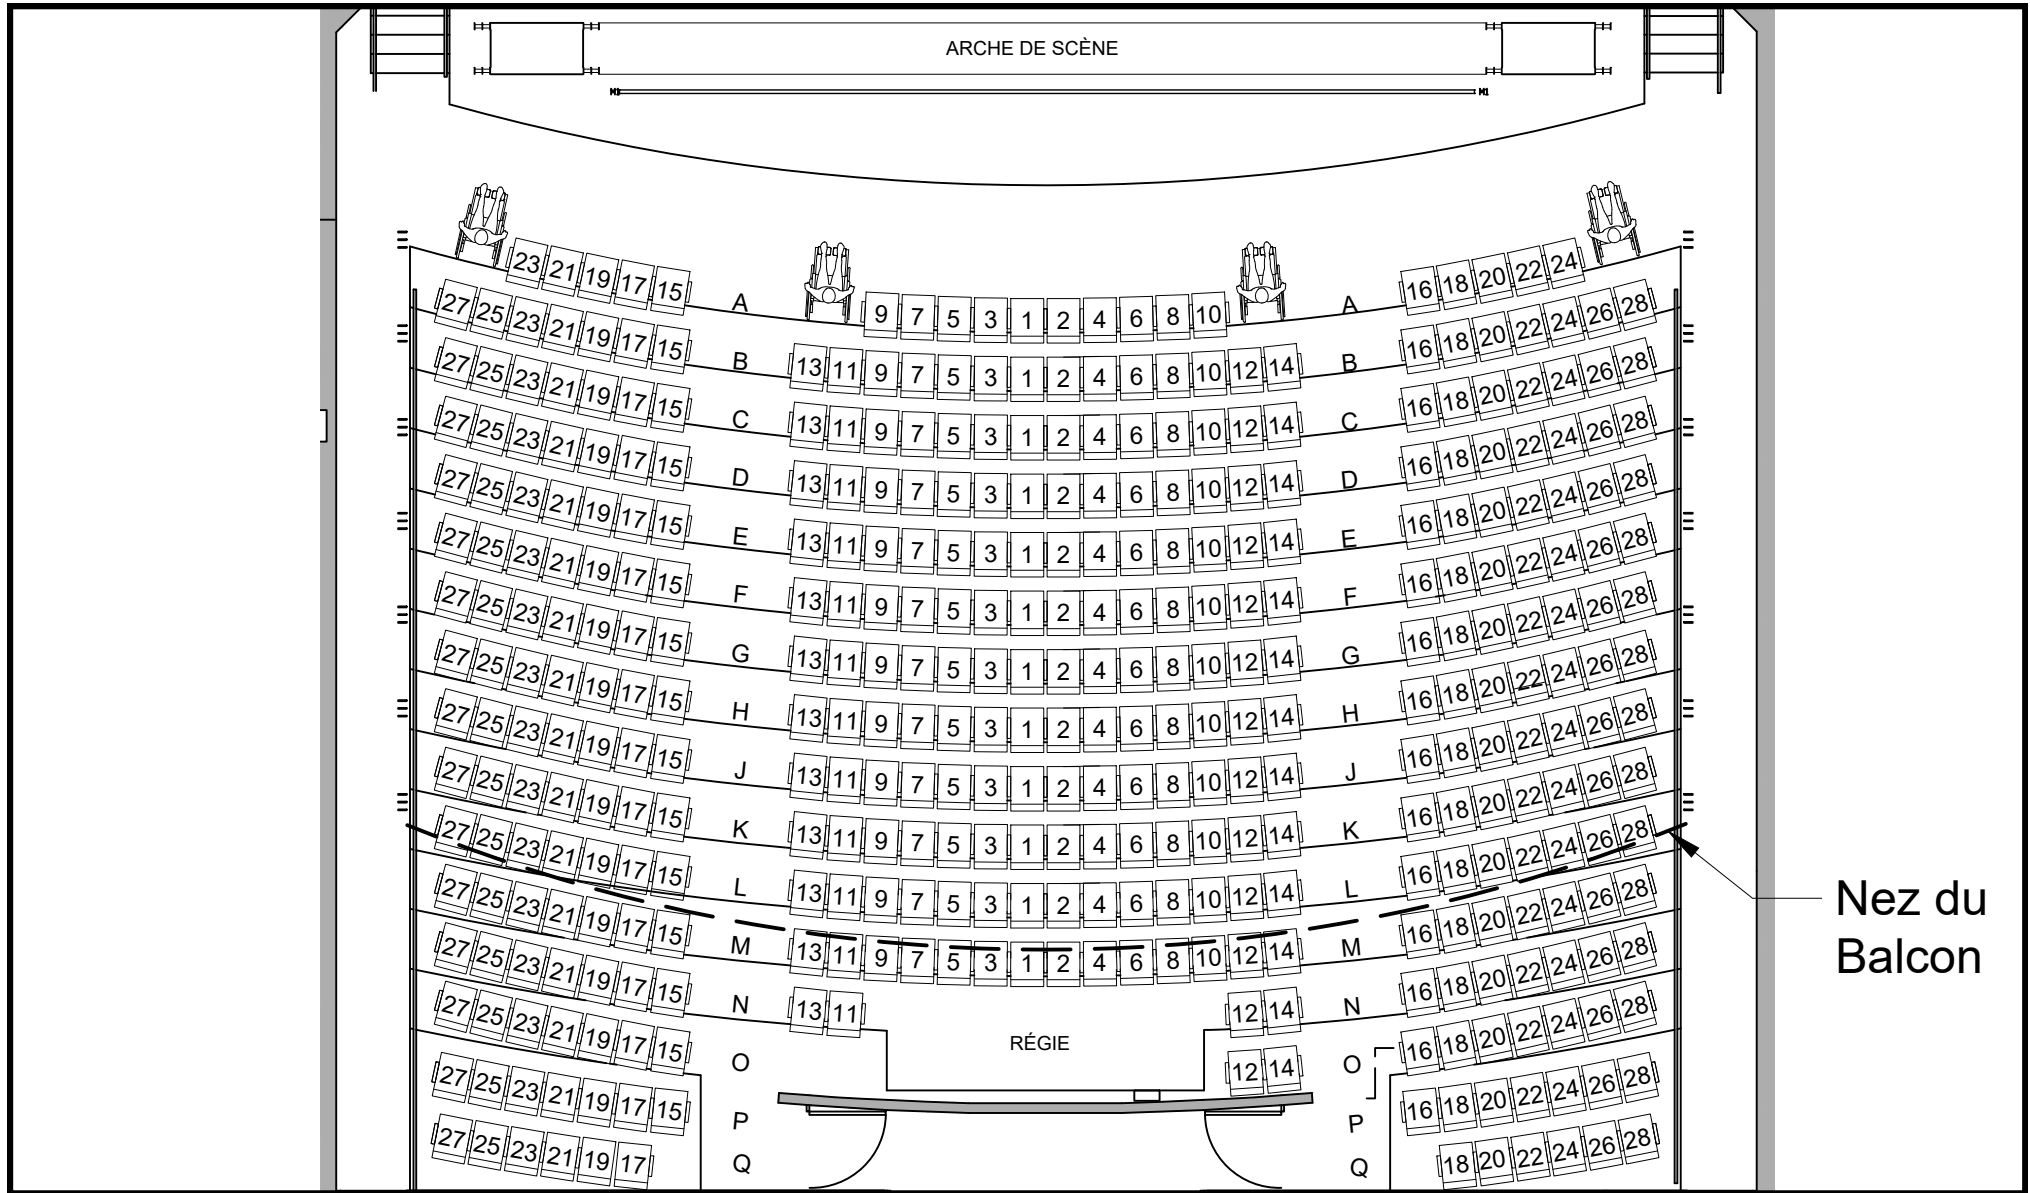 ARCHE DE SCÈNE
23 21 19 17 15 A 9 7 5 3 1 2 4 6 8 10 A 16 18 20 22 24
27 25 23 21 19 17 15 B 13 11 9 7 5 3 1 2 4 6 8 10 12 14 B 16 18 20 22 24 26 28
27 25 23 21 19 17 15 C 13 11 9 7 5 3 1 2 4 6 8 10 12 14 C 16 18 20 22 24 26 28
27 25 23 21 19 17 15 D 13 11 9 7 5 3 1 2 4 6 8 10 12 14 D 16 18 20 22 24 26 28
27 25 23 21 19 17 15 E 13 11 9 7 5 3 1 2 4 6 8 10 12 14 E 16 18 20 22 24 26 28
27 25 23 21 19 17 15 F 13 11 9 7 5 3 1 2 4 6 8 10 12 14 F 16 18 20 22 24 26 28
27 25 23 21 19 17 15 G 13 11 9 7 5 3 1 2 4 6 8 10 12 14 G 16 18 20 22 24 26 28
27 25 23 21 19 17 15 H 13 11 9 7 5 3 1 2 4 6 8 10 12 14 H 16 18 20 22 24 26 28
27 25 23 21 19 17 15 J 13 11 9 7 5 3 1 2 4 6 8 10 12 14 J 16 18 20 22 24 26 28
27 25 23 21 19 17 15 K 13 11 9 7 5 3 1 2 4 6 8 10 12 14 K 16 18 20 22 24 26 28
27 25 23 21 19 17 15 L 13 11 9 7 5 3 1 2 4 6 8 10 12 14 L 16 18 20 22 24 26 28
27 25 23 21 19 17 15 M 13 11 9 7 5 3 1 2 4 6 8 10 12 14 M 16 18 20 22 24 26 28
27 25 23 21 19 17 15 N 13 11 12 14 N 16 18 20 22 24 26 28
RÉGIE
27 25 23 21 19 17 15 O 12 14 O 16 18 20 22 24 26 28
27 25 23 21 19 17 15 P P 16 18 20 22 24 26 28
27 25 23 21 19 17 Q Q 18 20 22 24 26 28
Nez du
Balcon